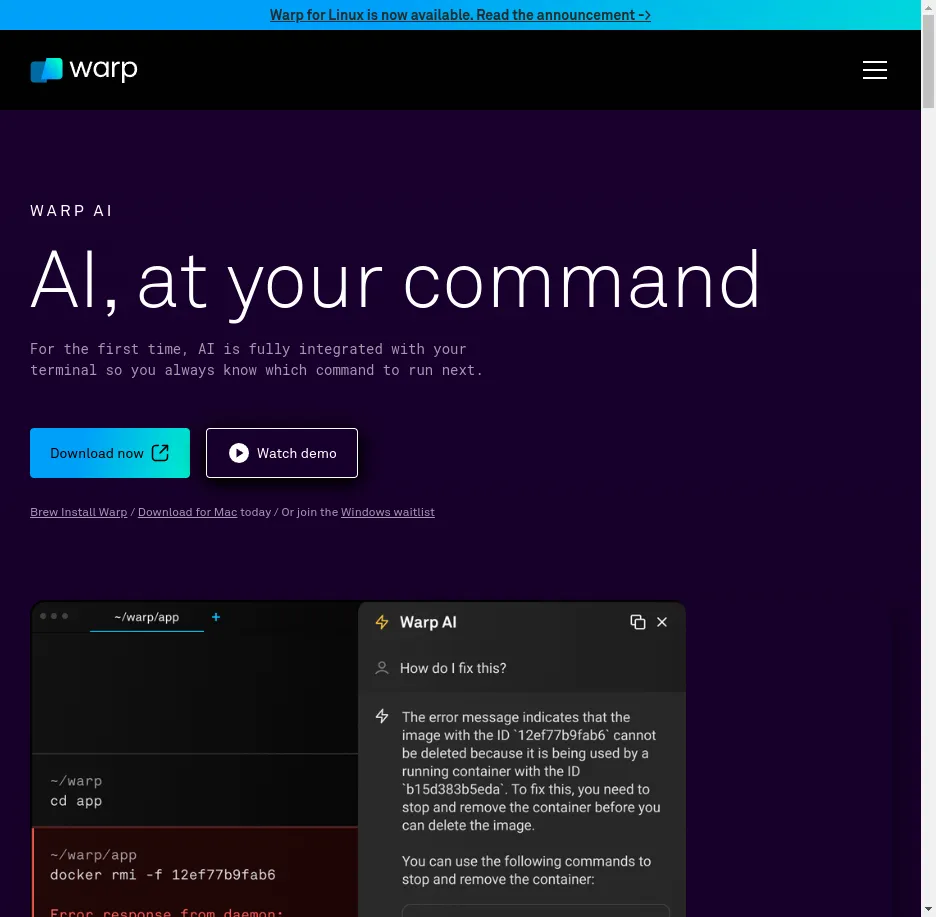 Warp for Linux is now available. Read the announcement ->
warp
WARP AI
AI, at your command
For the first time, AI is fully integrated with your
terminal so you always know which command to run next.
Download now
Watch demo
Brew Install Warp / Download for Mac today / Or join the Windows waitlist
~/warp/app +
~/warp
cd app
~/warp/app
docker rmi -f 12ef77b9fab6
Error response from daemon:
Warp AI
How do I fix this?
The error message indicates that the
image with the ID `12ef77b9fab6` cannot
be deleted because it is being used by a
running container with the ID
`b15d383b5eda`. To fix this, you need to
stop and remove the container before you
can delete the image.
You can use the following commands to
stop and remove the container: